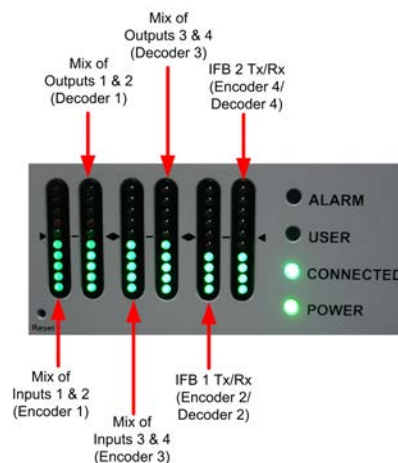 Mix of
Outputs 3 & 4
(Decoder 3)
Mix of
Outputs 1 & 2
(Decoder 1)
IFB 2 Tx/Rx
(Encoder 4/
Decoder 4)
ALARM
USER
CONNECTED
POWER
Reset
Mix of
Inputs 1 & 2
(Encoder 1)
Mix of
Inputs 3 & 4
(Encoder 3)
IFB 1 Tx/Rx
(Encoder 2/
Decoder 2)